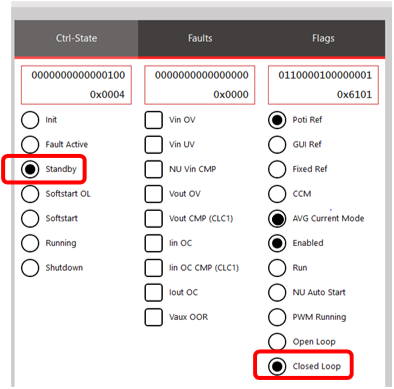 Ctrl-State Faults Flags
0000000000000100 0000000000000000 0110000100000001
0x0004 0x0000 0x6101
Init Vin OV Poti Ref
Fault Active Vin UV GUI Ref
Standby NU Vin CMP Fixed Ref
Softstart OL Vout OV CCM
Softstart Vout CMP (CLC1) AVG Current Mode
Running Iin OC Enabled
Shutdown Iin OC CMP (CLC1) Run
Iout OC NU Auto Start
Vaux OOR PWM Running
Open Loop
Closed Loop